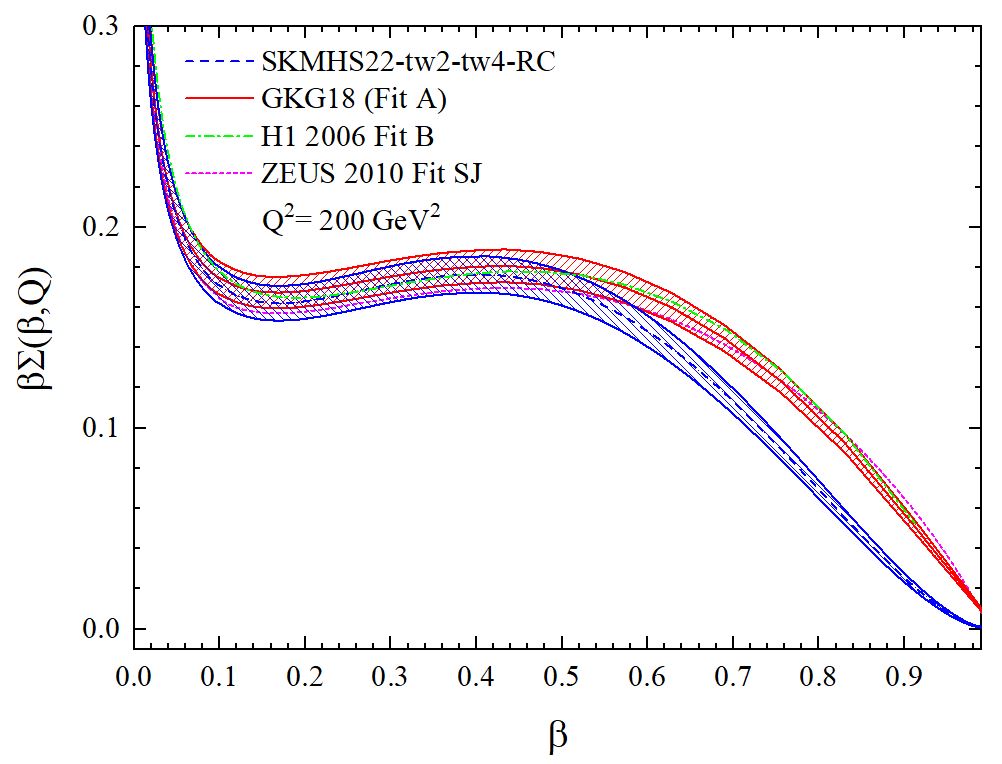 0.3
SKMHS22-tw2-tw4-RC
GKG18 (Fit A)
H1 2006 Fit B
ZEUS 2010 Fit SJ
Q²= 200 GeV²
0.2
βΣ(β,Q)
0.1
0.0
0.0 0.1 0.2 0.3 0.4 0.5 0.6 0.7 0.8 0.9
β